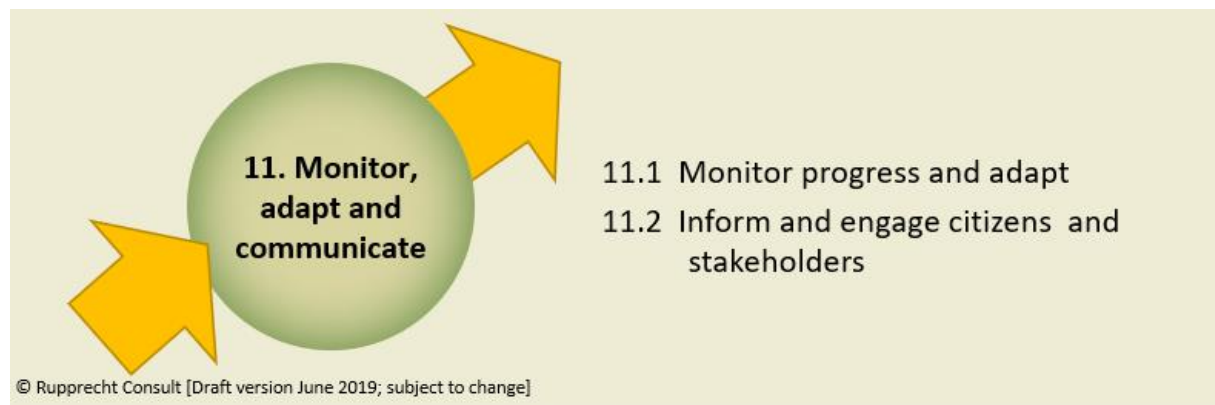 11. Monitor,
adapt and
communicate
11.1 Monitor progress and adapt
11.2 Inform and engage citizens and
stakeholders
© Rupprecht Consult [Draft version June 2019; subject to change]